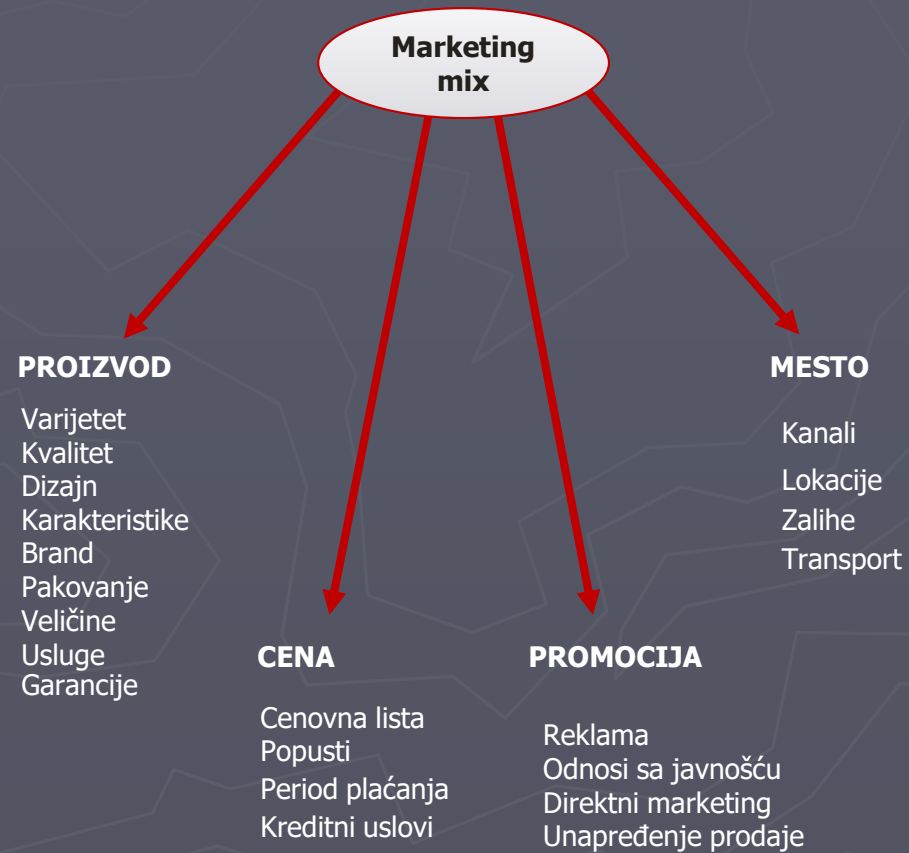 Marketing
mix
PROIZVOD
Varijetet
Kvalitet
Dizajn
Karakteristike
Brand
Pakovanje
Veličine
Usluge
Garancije
CENA
Cenovna lista
Popusti
Period plaćanja
Kreditni uslovi
PROMOCIJA
Reklama
Odnosi sa javnošću
Direktni marketing
Unapređenje prodaje
MESTO
Kanali
Lokacije
Zalihe
Transport